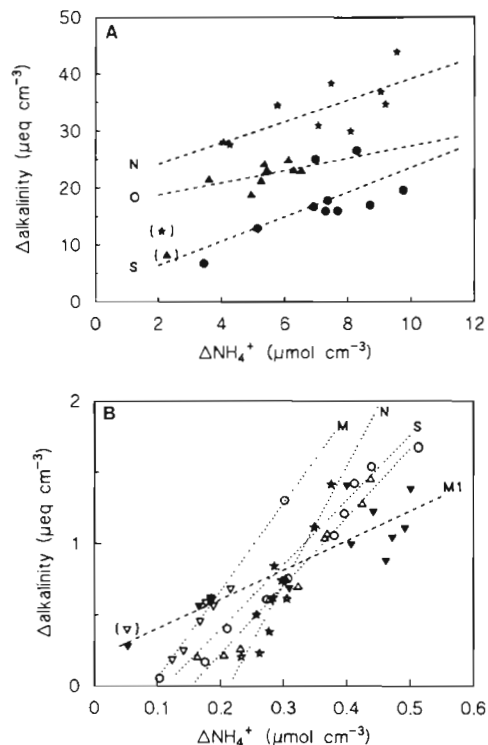 A
50
40
30
20
10
0
Δalkalinity (μeq cm⁻³)
N
O
S
(★)
(▲)
0 2 4 6 8 10 12
ΔNH₄⁺ (μmol cm⁻³)
B
2
1
0
Δalkalinity (μeq cm⁻³)
M
N
S
M1
(▽)
0 0.1 0.2 0.3 0.4 0.5 0.6
ΔNH₄⁺ (μmol cm⁻³)